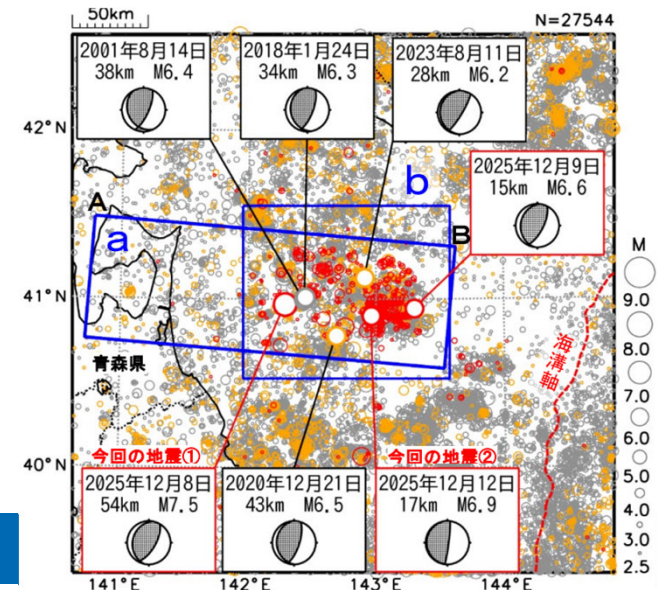 50km
N=27544
2001年8月14日
38km M6.4
2018年1月24日
34km M6.3
2023年8月11日
28km M6.2
2025年12月9日
15km M6.6
42°N
41°N
40°N
A
a
b
B
青森県
海溝軸
M
9.0
8.0
7.0
6.0
5.0
4.0
3.0
2.5
今回の地震①
今回の地震②
2025年12月8日
54km M7.5
2020年12月21日
43km M6.5
2025年12月12日
17km M6.9
141°E
142°E
143°E
144°E